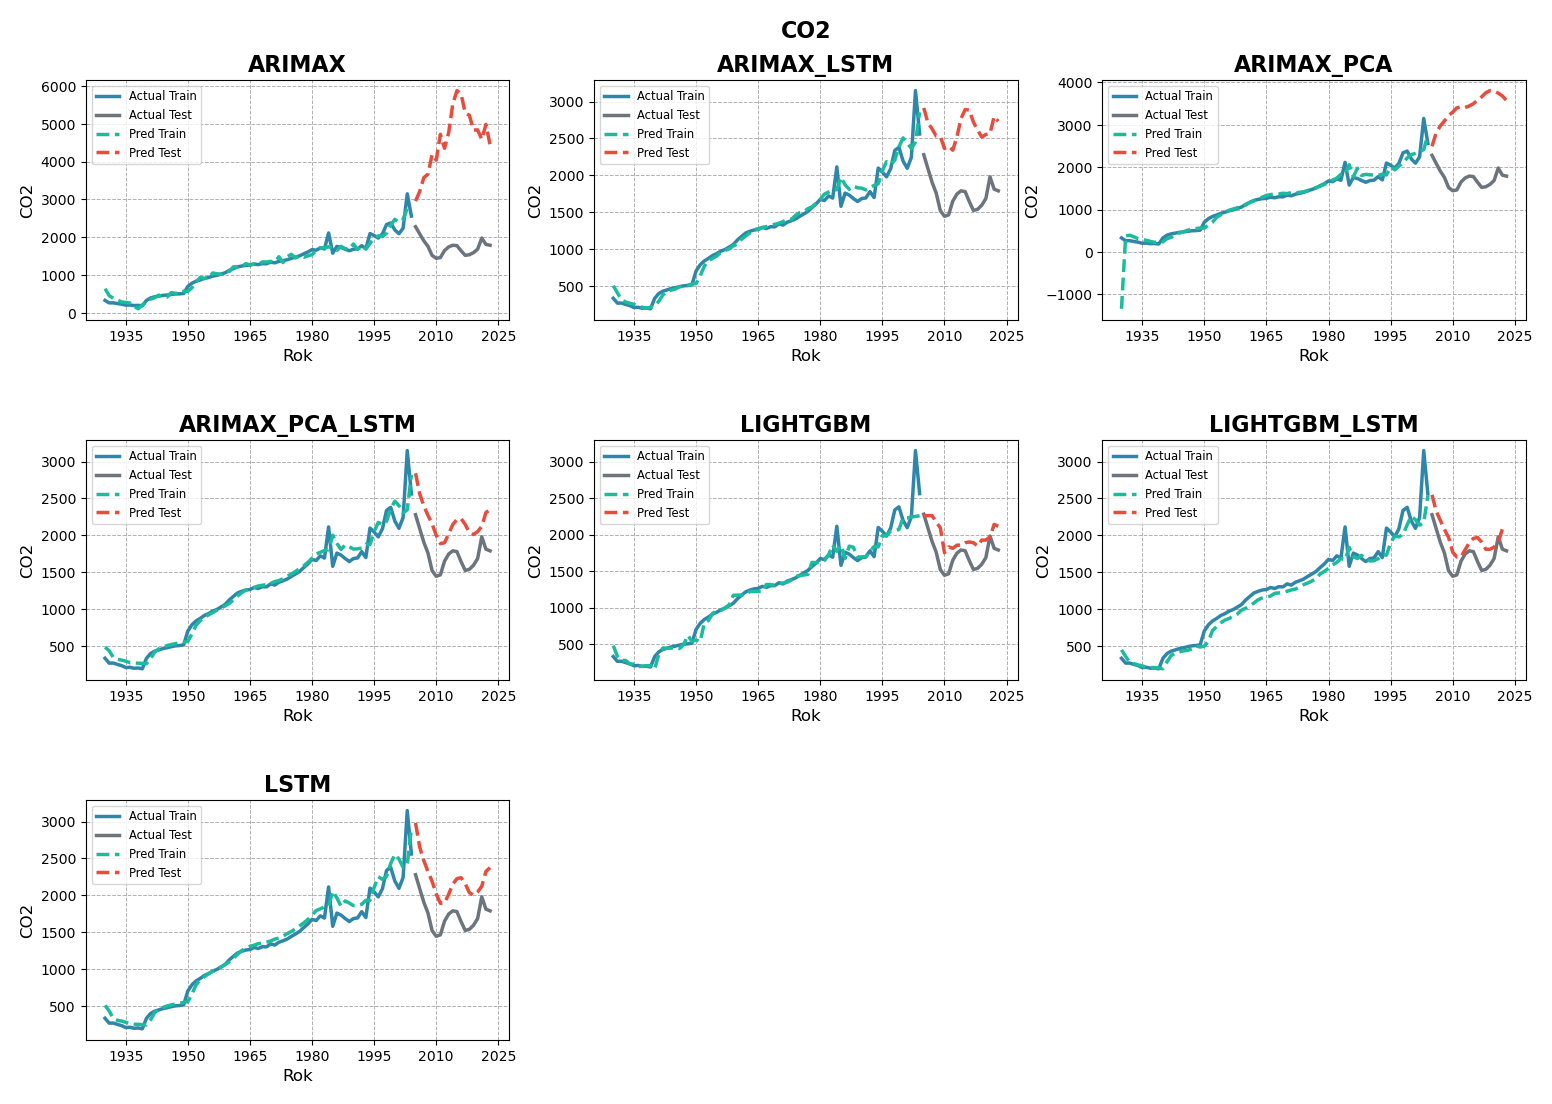 CO2
ARIMAX
6000
5000
4000
3000
2000
1000
0
CO2
Actual Train
Actual Test
Pred Train
Pred Test
1935 1950 1965 1980 1995 2010 2025
Rok
ARIMAX_LSTM
3000
2500
2000
1500
1000
500
CO2
Actual Train
Actual Test
Pred Train
Pred Test
1935 1950 1965 1980 1995 2010 2025
Rok
ARIMAX_PCA
4000
3000
2000
1000
0
−1000
CO2
Actual Train
Actual Test
Pred Train
Pred Test
1935 1950 1965 1980 1995 2010 2025
Rok
ARIMAX_PCA_LSTM
3000
2500
2000
1500
1000
500
CO2
Actual Train
Actual Test
Pred Train
Pred Test
1935 1950 1965 1980 1995 2010 2025
Rok
LIGHTGBM
3000
2500
2000
1500
1000
500
CO2
Actual Train
Actual Test
Pred Train
Pred Test
1935 1950 1965 1980 1995 2010 2025
Rok
LIGHTGBM_LSTM
3000
2500
2000
1500
1000
500
CO2
Actual Train
Actual Test
Pred Train
Pred Test
1935 1950 1965 1980 1995 2010 2025
Rok
LSTM
3000
2500
2000
1500
1000
500
CO2
Actual Train
Actual Test
Pred Train
Pred Test
1935 1950 1965 1980 1995 2010 2025
Rok